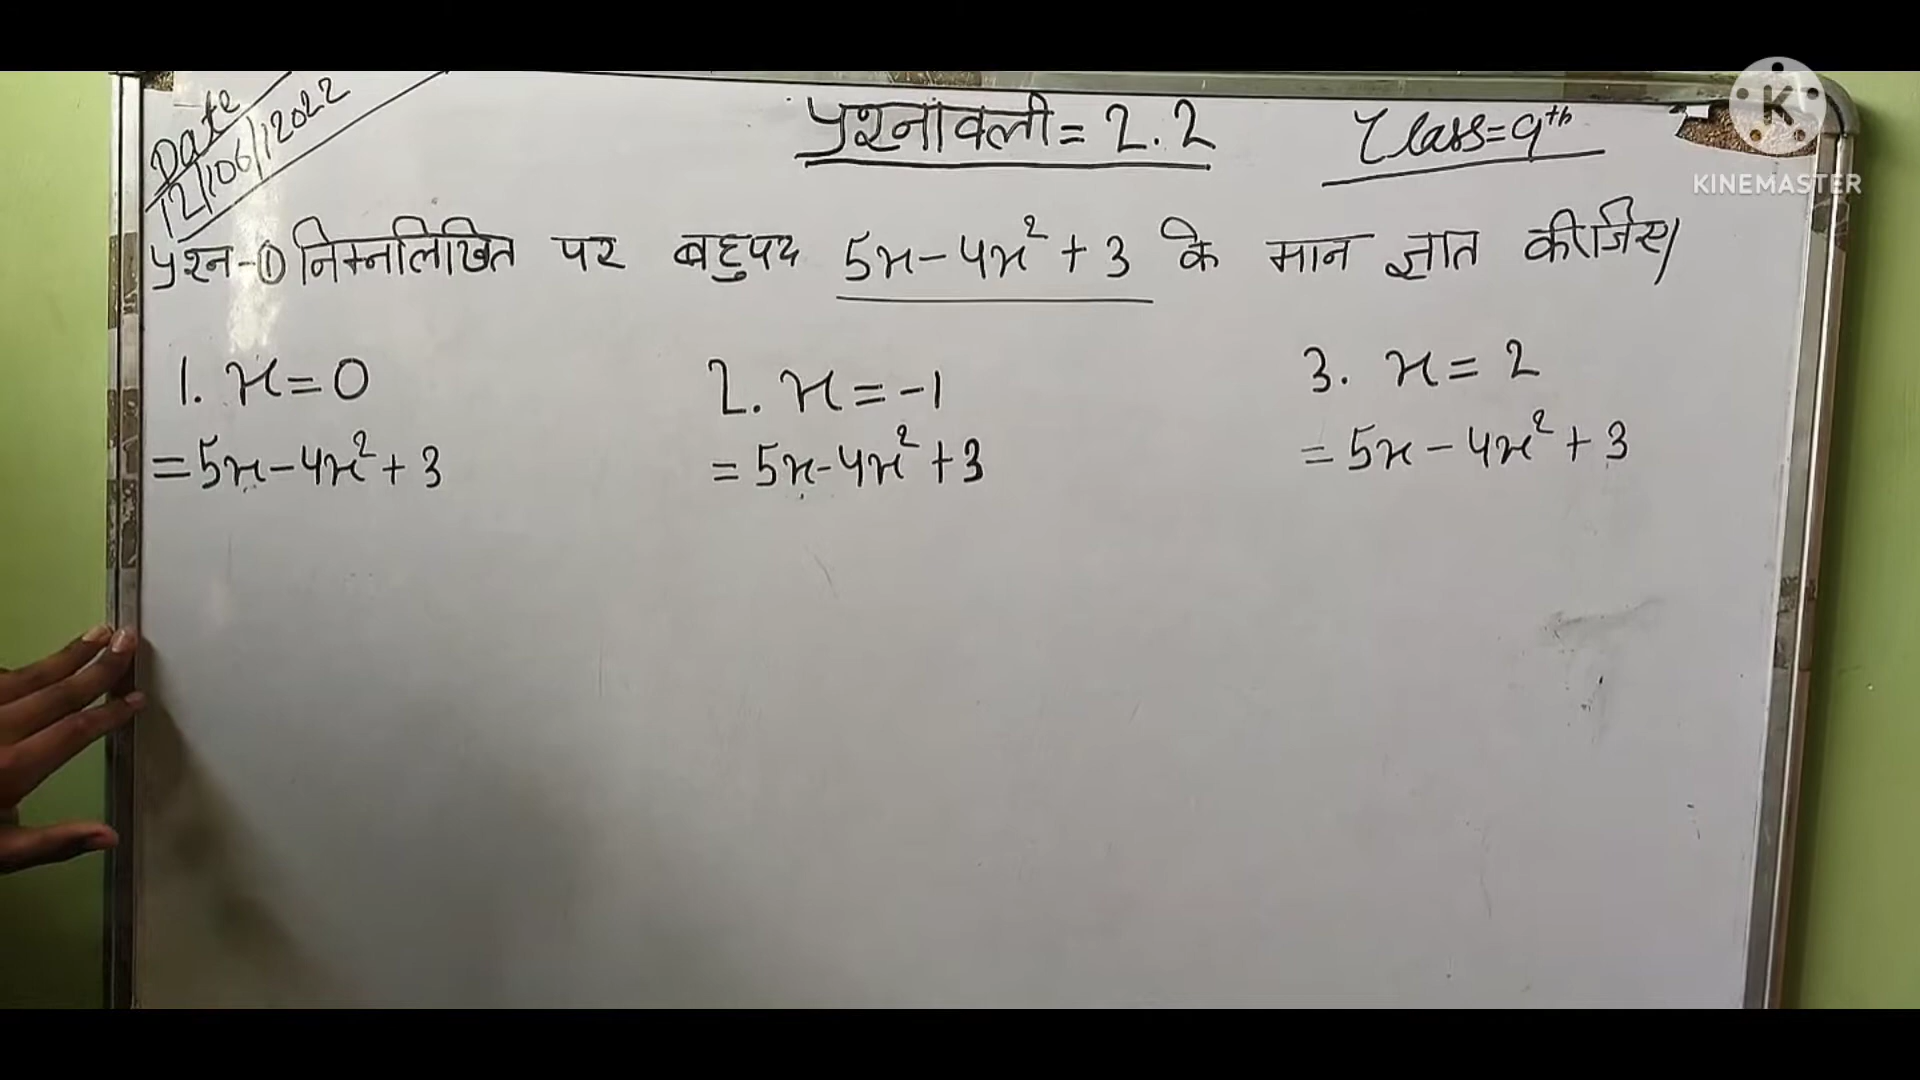 Date
12/06/2022
प्रश्नावली = 2.2
Class = 9th
KINEMASTER
प्रश्न-① निम्नलिखित पर बहुपद 5x - 4x² + 3 के मान ज्ञात कीजिए।
1. x = 0
= 5x - 4x² + 3
2. x = -1
= 5x - 4x² + 3
3. x = 2
= 5x - 4x² + 3